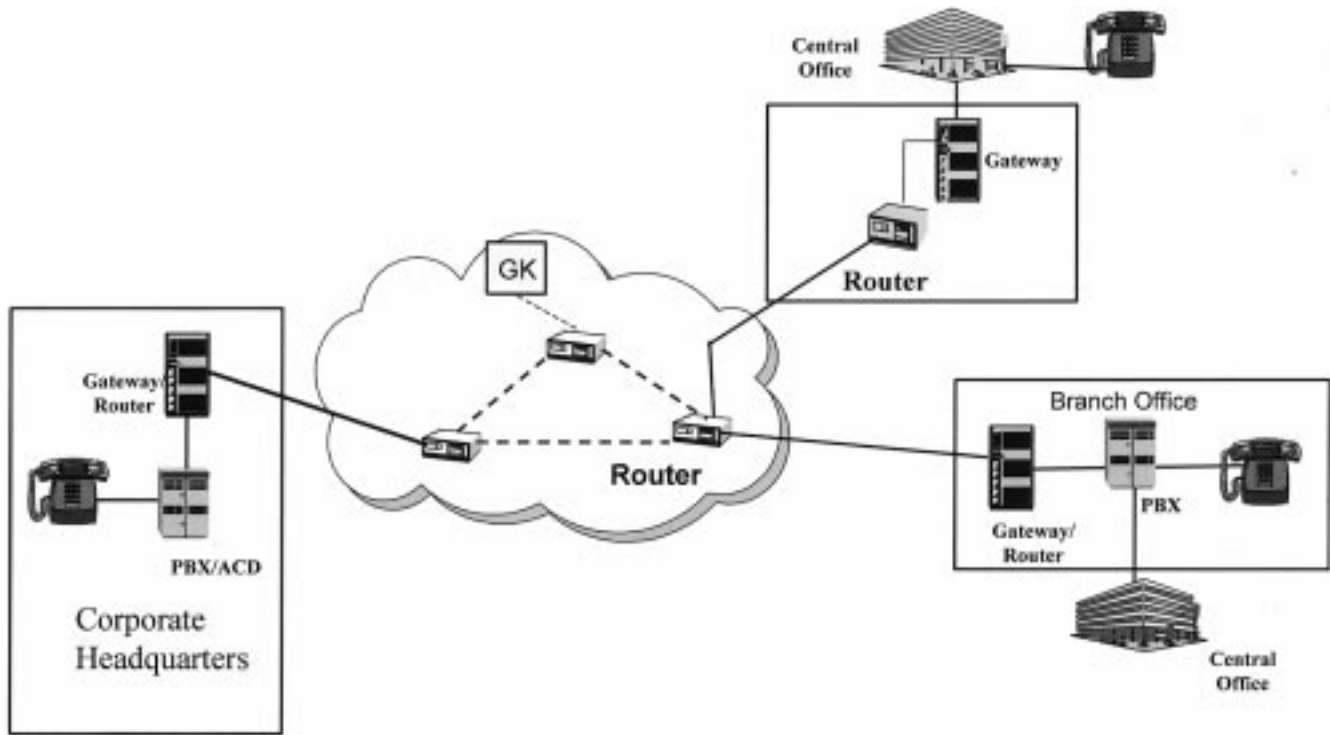 Central
Office
Gateway
Router
GK
Gateway/
Router
Router
PBX/ACD
Corporate
Headquarters
Branch Office
PBX
Gateway/
Router
Central
Office